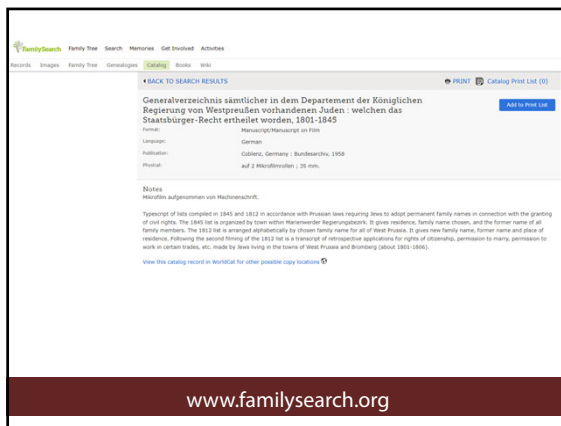 FamilySearch Family Tree Search Memories Get Involved Activities
Records Images Family Tree Genealogies Catalog Books Wiki
BACK TO SEARCH RESULTS PRINT Catalog Print List (0)
Generalverzeichnis sämtlicher in dem Departement der Königlichen
Regierung von Westpreußen vorhandenen Juden : welchen das
Staatsbürger-Recht ertheilet worden, 1801-1845
Add to Print List
Format: Manuscript/Manuscript on Film
Language: German
Publication: Coblenz, Germany : Bundesarchiv, 1958
Physical: auf 2 Mikrofilmrollen ; 35 mm.
Notes
Mikrofilm aufgenommen von Machinenschrift.
Typescript of lists compiled in 1845 and 1812 in accordance with Prussian laws requiring Jews to adopt permanent family names in connection with the granting
of civil rights. The 1845 list is organized by town within Marienwerder Regierungsbezirk. It gives residence, family name chosen, and the former name of all
family members. The 1812 list is arranged alphabetically by chosen family name for all of West Prussia. It gives new family name, former name and place of
residence. Following the second filming of the 1812 list is a transcript of retrospective applications for rights of citizenship, permission to marry, permission to
work in certain trades, etc. made by Jews living in the towns of West Prussia and Bromberg (about 1801-1806).
View this catalog record in WorldCat for other possible copy locations
www.familysearch.org